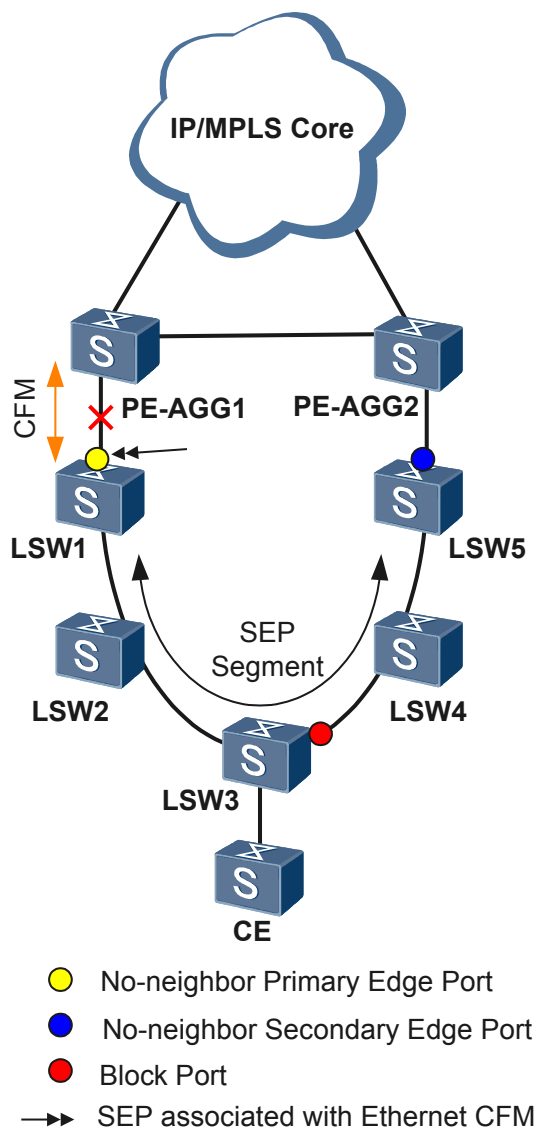 IP/MPLS Core
S
S
CFM
PE-AGG1
PE-AGG2
S
S
LSW1
LSW5
SEP
Segment
S
S
LSW2
LSW4
S
LSW3
S
CE
No-neighbor Primary Edge Port
No-neighbor Secondary Edge Port
Block Port
SEP associated with Ethernet CFM